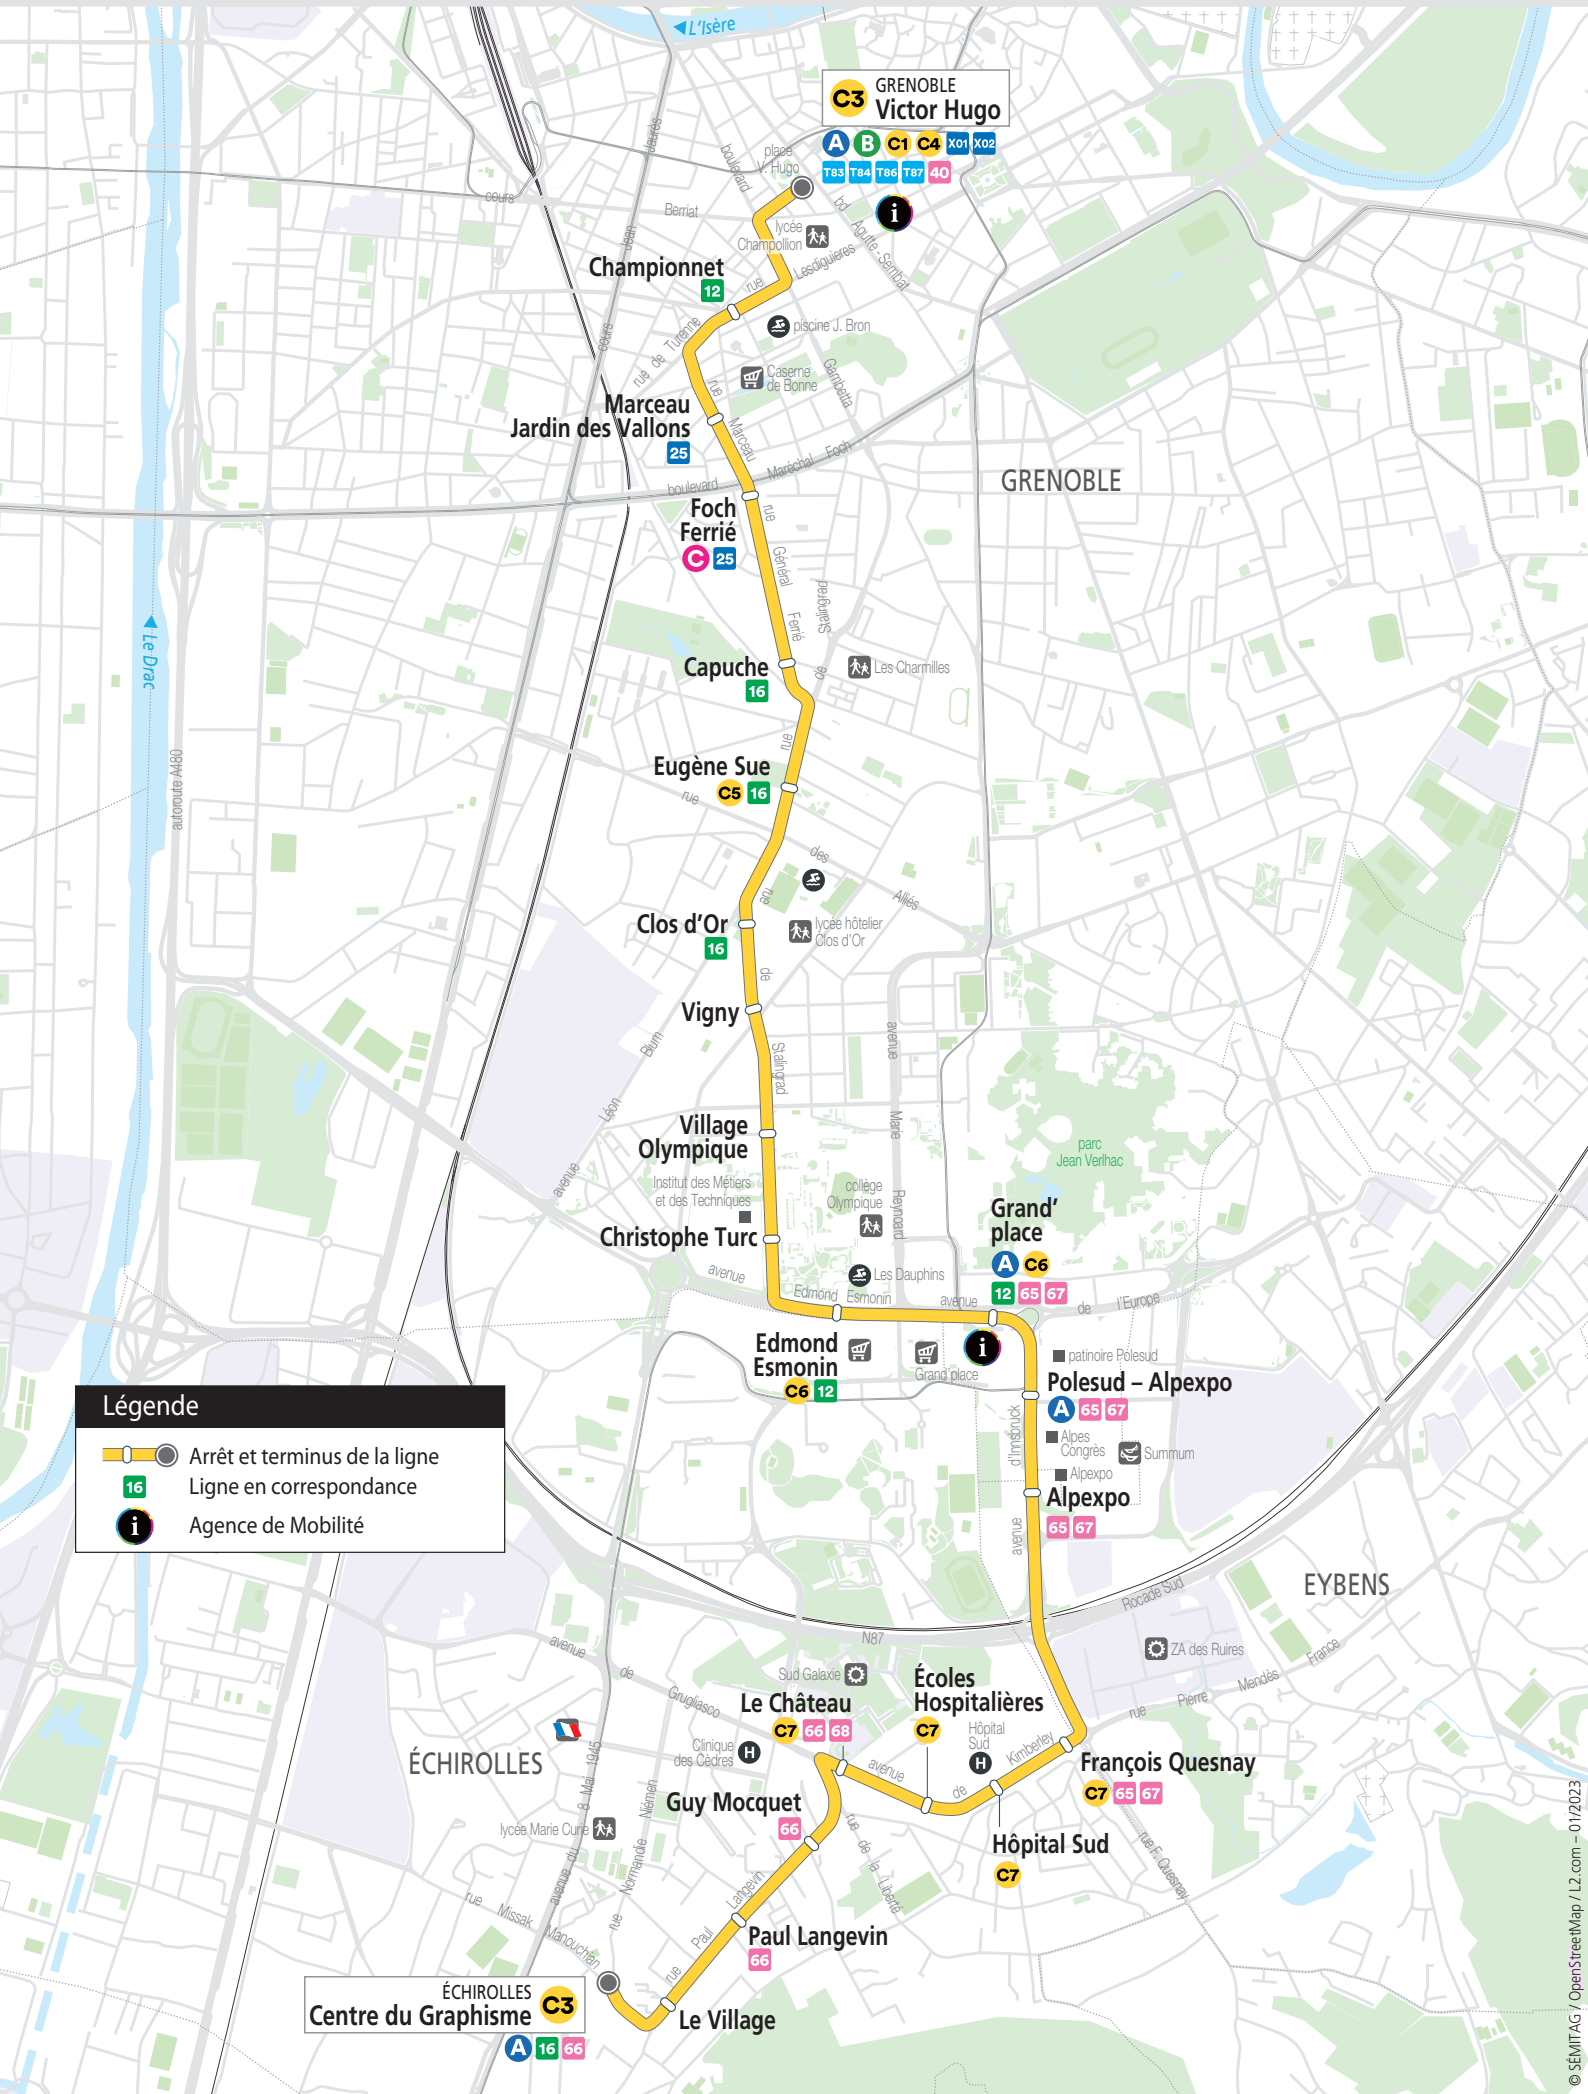 L'Isère
C3 GRENOBLE
Victor Hugo
A B C1 C4 X01 X02
T83 T84 T86 T87 40
i
place
V. Hugo
boulevard
cours
Berriat
Jean
Jaurès
bd Agutte - Sembat
lycée
Champollion
rue Lesdiguières
Championnet
12
piscine J. Bron
rue de Turenne
cours
Caserne
de Bonne
Gambetta
rue Marceau
Marceau
Jardin des Vallons
25
boulevard Maréchal Foch
GRENOBLE
Foch
Ferrié
C 25
rue Général Ferrié
Stalingrad
de
rue
Le Drac
autoroute A480
Capuche
16
Les Charmilles
Eugène Sue
C5 16
rue des Alliés
Clos d'Or
16
lycée hôtelier
Clos d'Or
rue de Stalingrad
Vigny
avenue Léon Blum
avenue Marie Reynoard
parc
Jean Verlhac
Village
Olympique
Institut des Métiers
et des Techniques
collège
Olympique
Christophe Turc
Grand'
place
A C6
12 65 67
Les Dauphins
avenue Edmond Esmonin
avenue de l'Europe
Edmond
Esmonin
C6 12
Grand'place
i
patinoire Polesud
Polesud – Alpexpo
A 65 67
Alpes
Congrès
Summum
Alpexpo
Alpexpo
65 67
avenue d'Innsbruck
Légende
Arrêt et terminus de la ligne
16 Ligne en correspondance
i Agence de Mobilité
EYBENS
Rocade Sud
N87
ZA des Ruires
rue Pierre Mendès France
avenue de Grugliasco
Sud Galaxie
Écoles
Hospitalières
C7
Le Château
C7 66 68
Hôpital
Sud
H
Clinique
des Cèdres
H
ÉCHIROLLES
avenue de Kimberley
François Quesnay
C7 65 67
Guy Mocquet
66
Hôpital Sud
C7
rue F. Quesnay
rue de la Liberté
lycée Marie Curie
avenue du 8 Mai 1945
rue Normandie Niémen
rue Missak Manouchian
rue Paul Langevin
Paul Langevin
66
ÉCHIROLLES
Centre du Graphisme C3
A 16 66
Le Village
© SÉMITAG / OpenStreetMap / L2.com – 01/2023